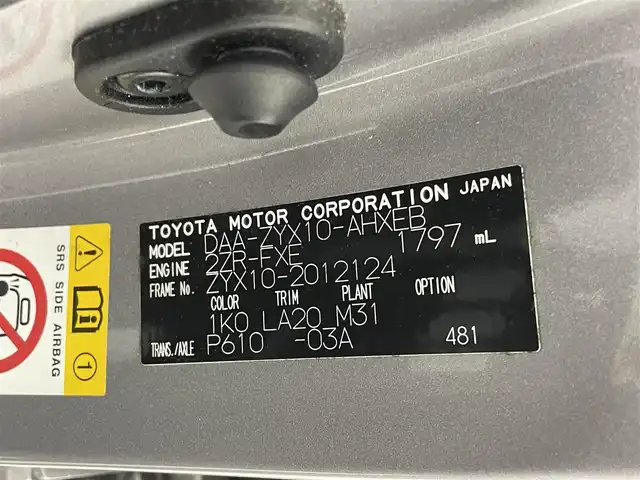 TOYOTA MOTOR CORPORATION JAPAN
MODEL DAA-ZYX10-AHXEB
ENGINE 2ZR-FXE 1797 mL
FRAME No. ZYX10-2012124
COLOR TRIM PLANT OPTION
1K0 LA20 M31
TRANS./AXLE P610 -03A 481
SRS SIDE AIRBAG
1